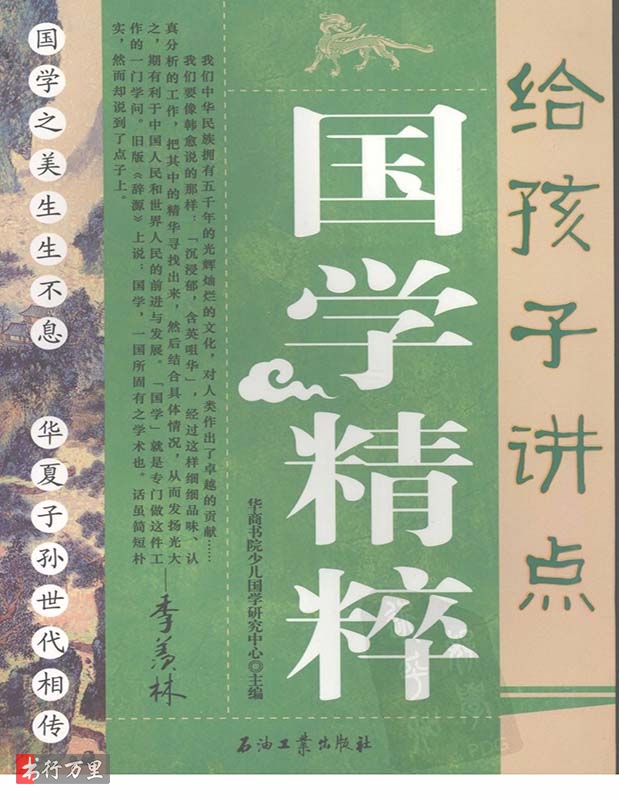 给孩子讲点
国学精粹
华商书院少儿国学研究中心◎主编
我们中华民族拥有五千年的光辉灿烂的文化，对人类作出了卓越的贡献……
我们要像韩愈说的那样：「沉浸郁，含英咀华」，经过这样细细品味、认
真分析的工作，把其中的精华寻找出来，然后结合具体情况，从而发扬光大
之，期有利于中国人民和世界人民的前进与发展。「国学」就是专门做这件工
作的一门学问。旧版《辞源》上说：国学，一国所固有之学术也。话虽简短朴
实，然而却说到了点子上。
——季羡林
国学之美生生不息
华夏子孙世代相传
石油工业出版社
书行万里
PDG